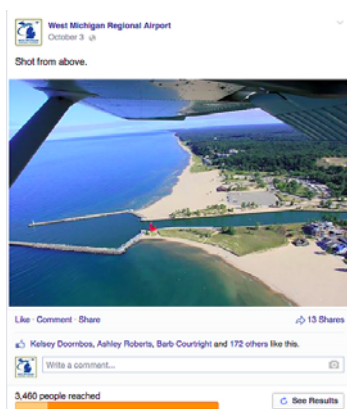 West Michigan Regional Airport
October 3
Shot from above.
Like · Comment · Share
13 Shares
Kelsey Doornbos, Ashley Roberts, Barb Courtright and 172 others like this.
Write a comment...
3,460 people reached
See Results